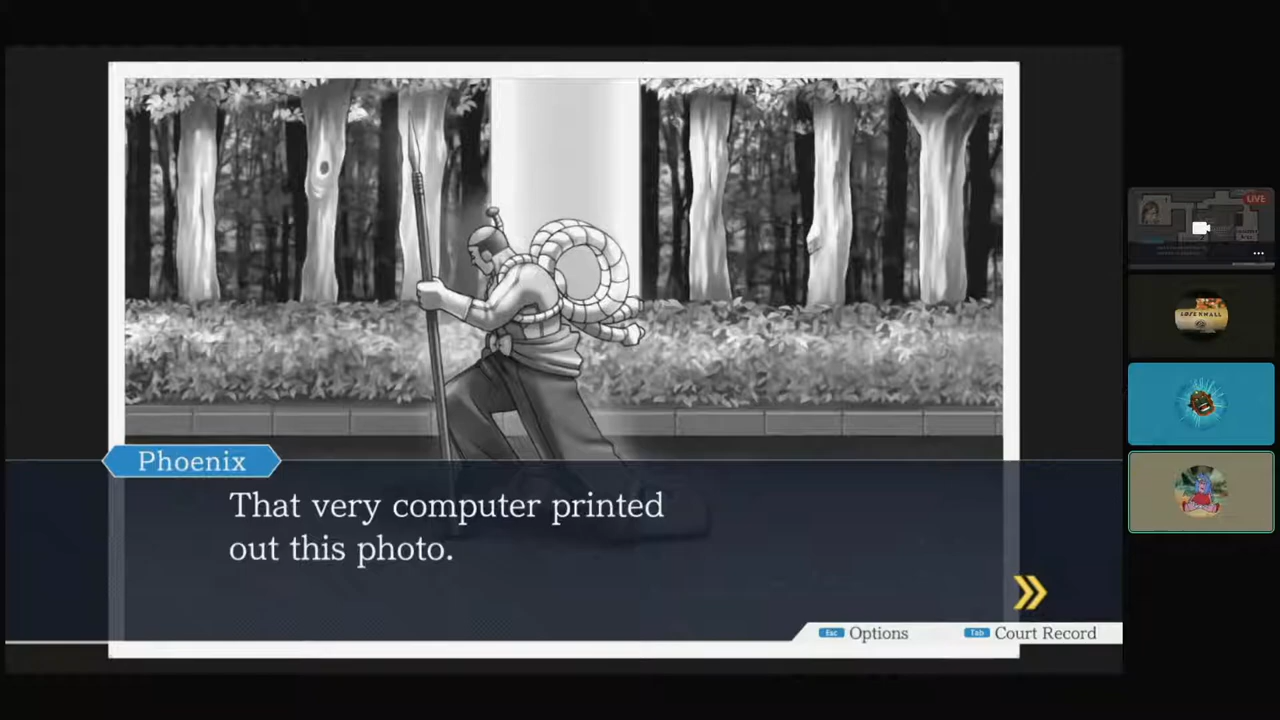 LIVE
Phoenix
That very computer printed
out this photo.
Esc Options
Tab Court Record